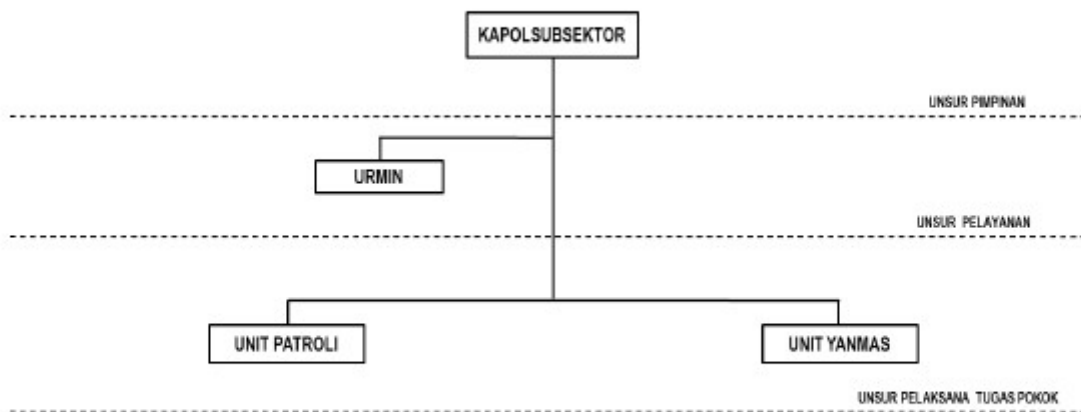 KAPOLSUBSEKTOR
UNSUR PIMPINAN
URMIN
UNSUR PELAYANAN
UNIT PATROLI
UNIT YANMAS
UNSUR PELAKSANA TUGAS POKOK